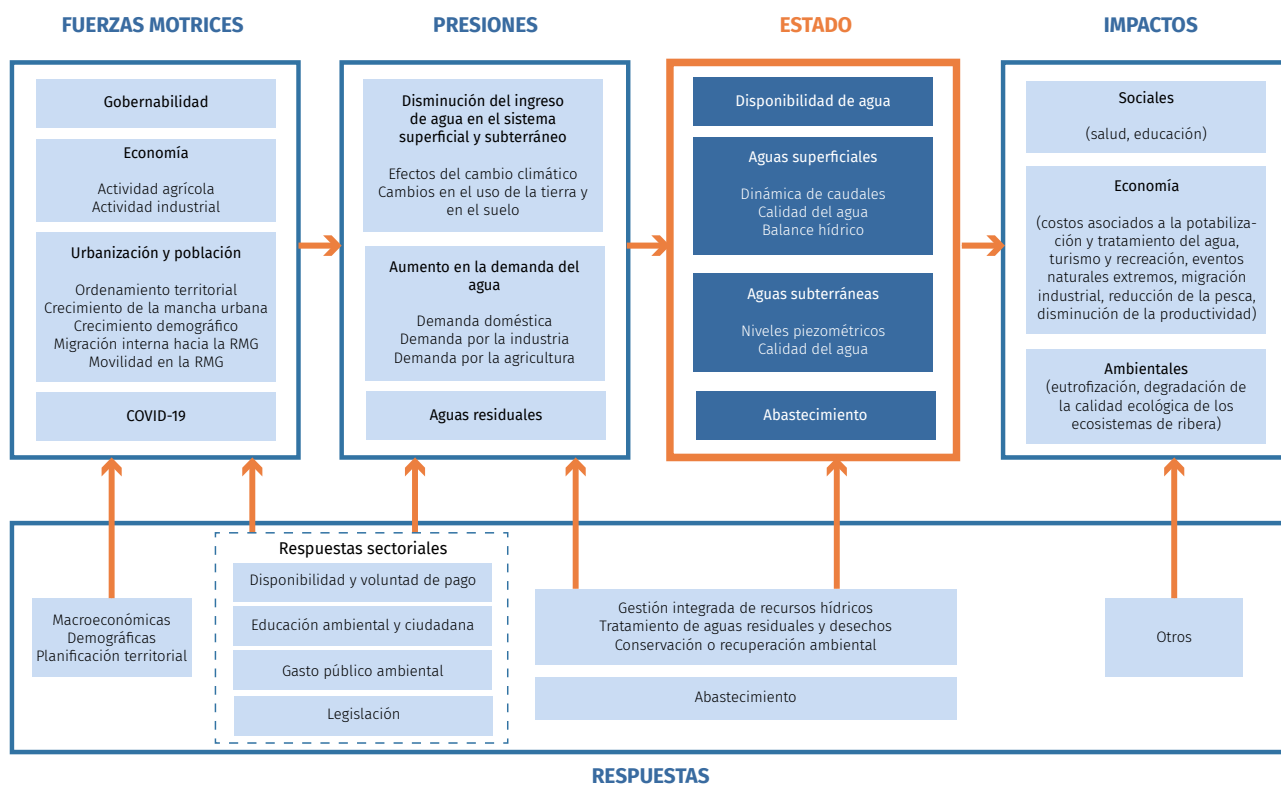 FUERZAS MOTRICES
Gobernabilidad
Economía
Actividad agrícola
Actividad industrial
Urbanización y población
Ordenamiento territorial
Crecimiento de la mancha urbana
Crecimiento demográfico
Migración interna hacia la RMG
Movilidad en la RMG
COVID-19
PRESIONES
Disminución del ingreso
de agua en el sistema
superficial y subterráneo
Efectos del cambio climático
Cambios en el uso de la tierra y
en el suelo
Aumento en la demanda del
agua
Demanda doméstica
Demanda por la industria
Demanda por la agricultura
Aguas residuales
ESTADO
Disponibilidad de agua
Aguas superficiales
Dinámica de caudales
Calidad del agua
Balance hídrico
Aguas subterráneas
Niveles piezométricos
Calidad del agua
Abastecimiento
IMPACTOS
Sociales
(salud, educación)
Economía
(costos asociados a la potabiliza-
ción y tratamiento del agua,
turismo y recreación, eventos
naturales extremos, migración
industrial, reducción de la pesca,
disminución de la productividad)
Ambientales
(eutrofización, degradación de
la calidad ecológica de los
ecosistemas de ribera)
Macroeconómicas
Demográficas
Planificación territorial
Respuestas sectoriales
Disponibilidad y voluntad de pago
Educación ambiental y ciudadana
Gasto público ambiental
Legislación
Gestión integrada de recursos hídricos
Tratamiento de aguas residuales y desechos
Conservación o recuperación ambiental
Abastecimiento
Otros
RESPUESTAS